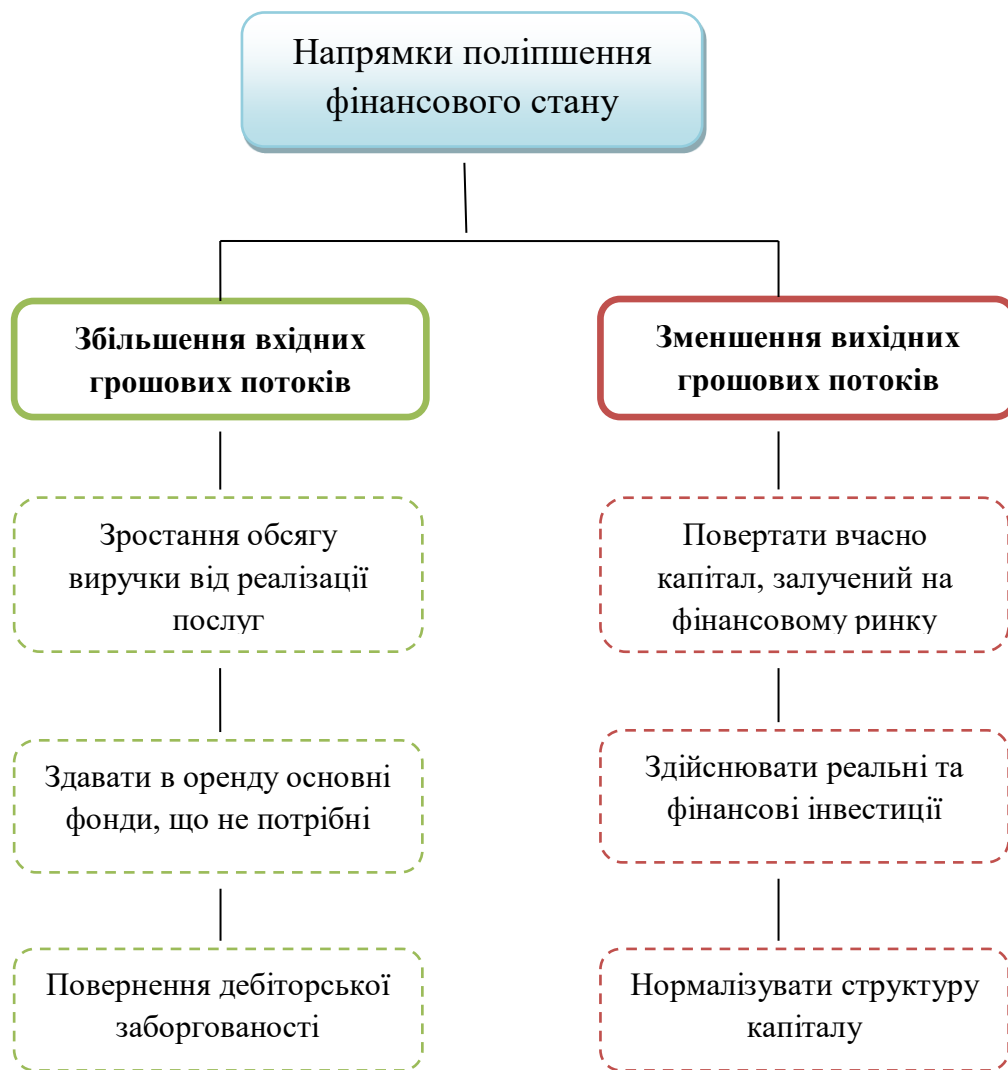 Напрямки поліпшення
фінансового стану
Збільшення вхідних
грошових потоків
Зменшення вихідних
грошових потоків
Зростання обсягу
виручки від реалізації
послуг
Повертати вчасно
капітал, залучений на
фінансовому ринку
Здавати в оренду основні
фонди, що не потрібні
Здійснювати реальні та
фінансові інвестиції
Повернення дебіторської
заборгованості
Нормалізувати структуру
капіталу